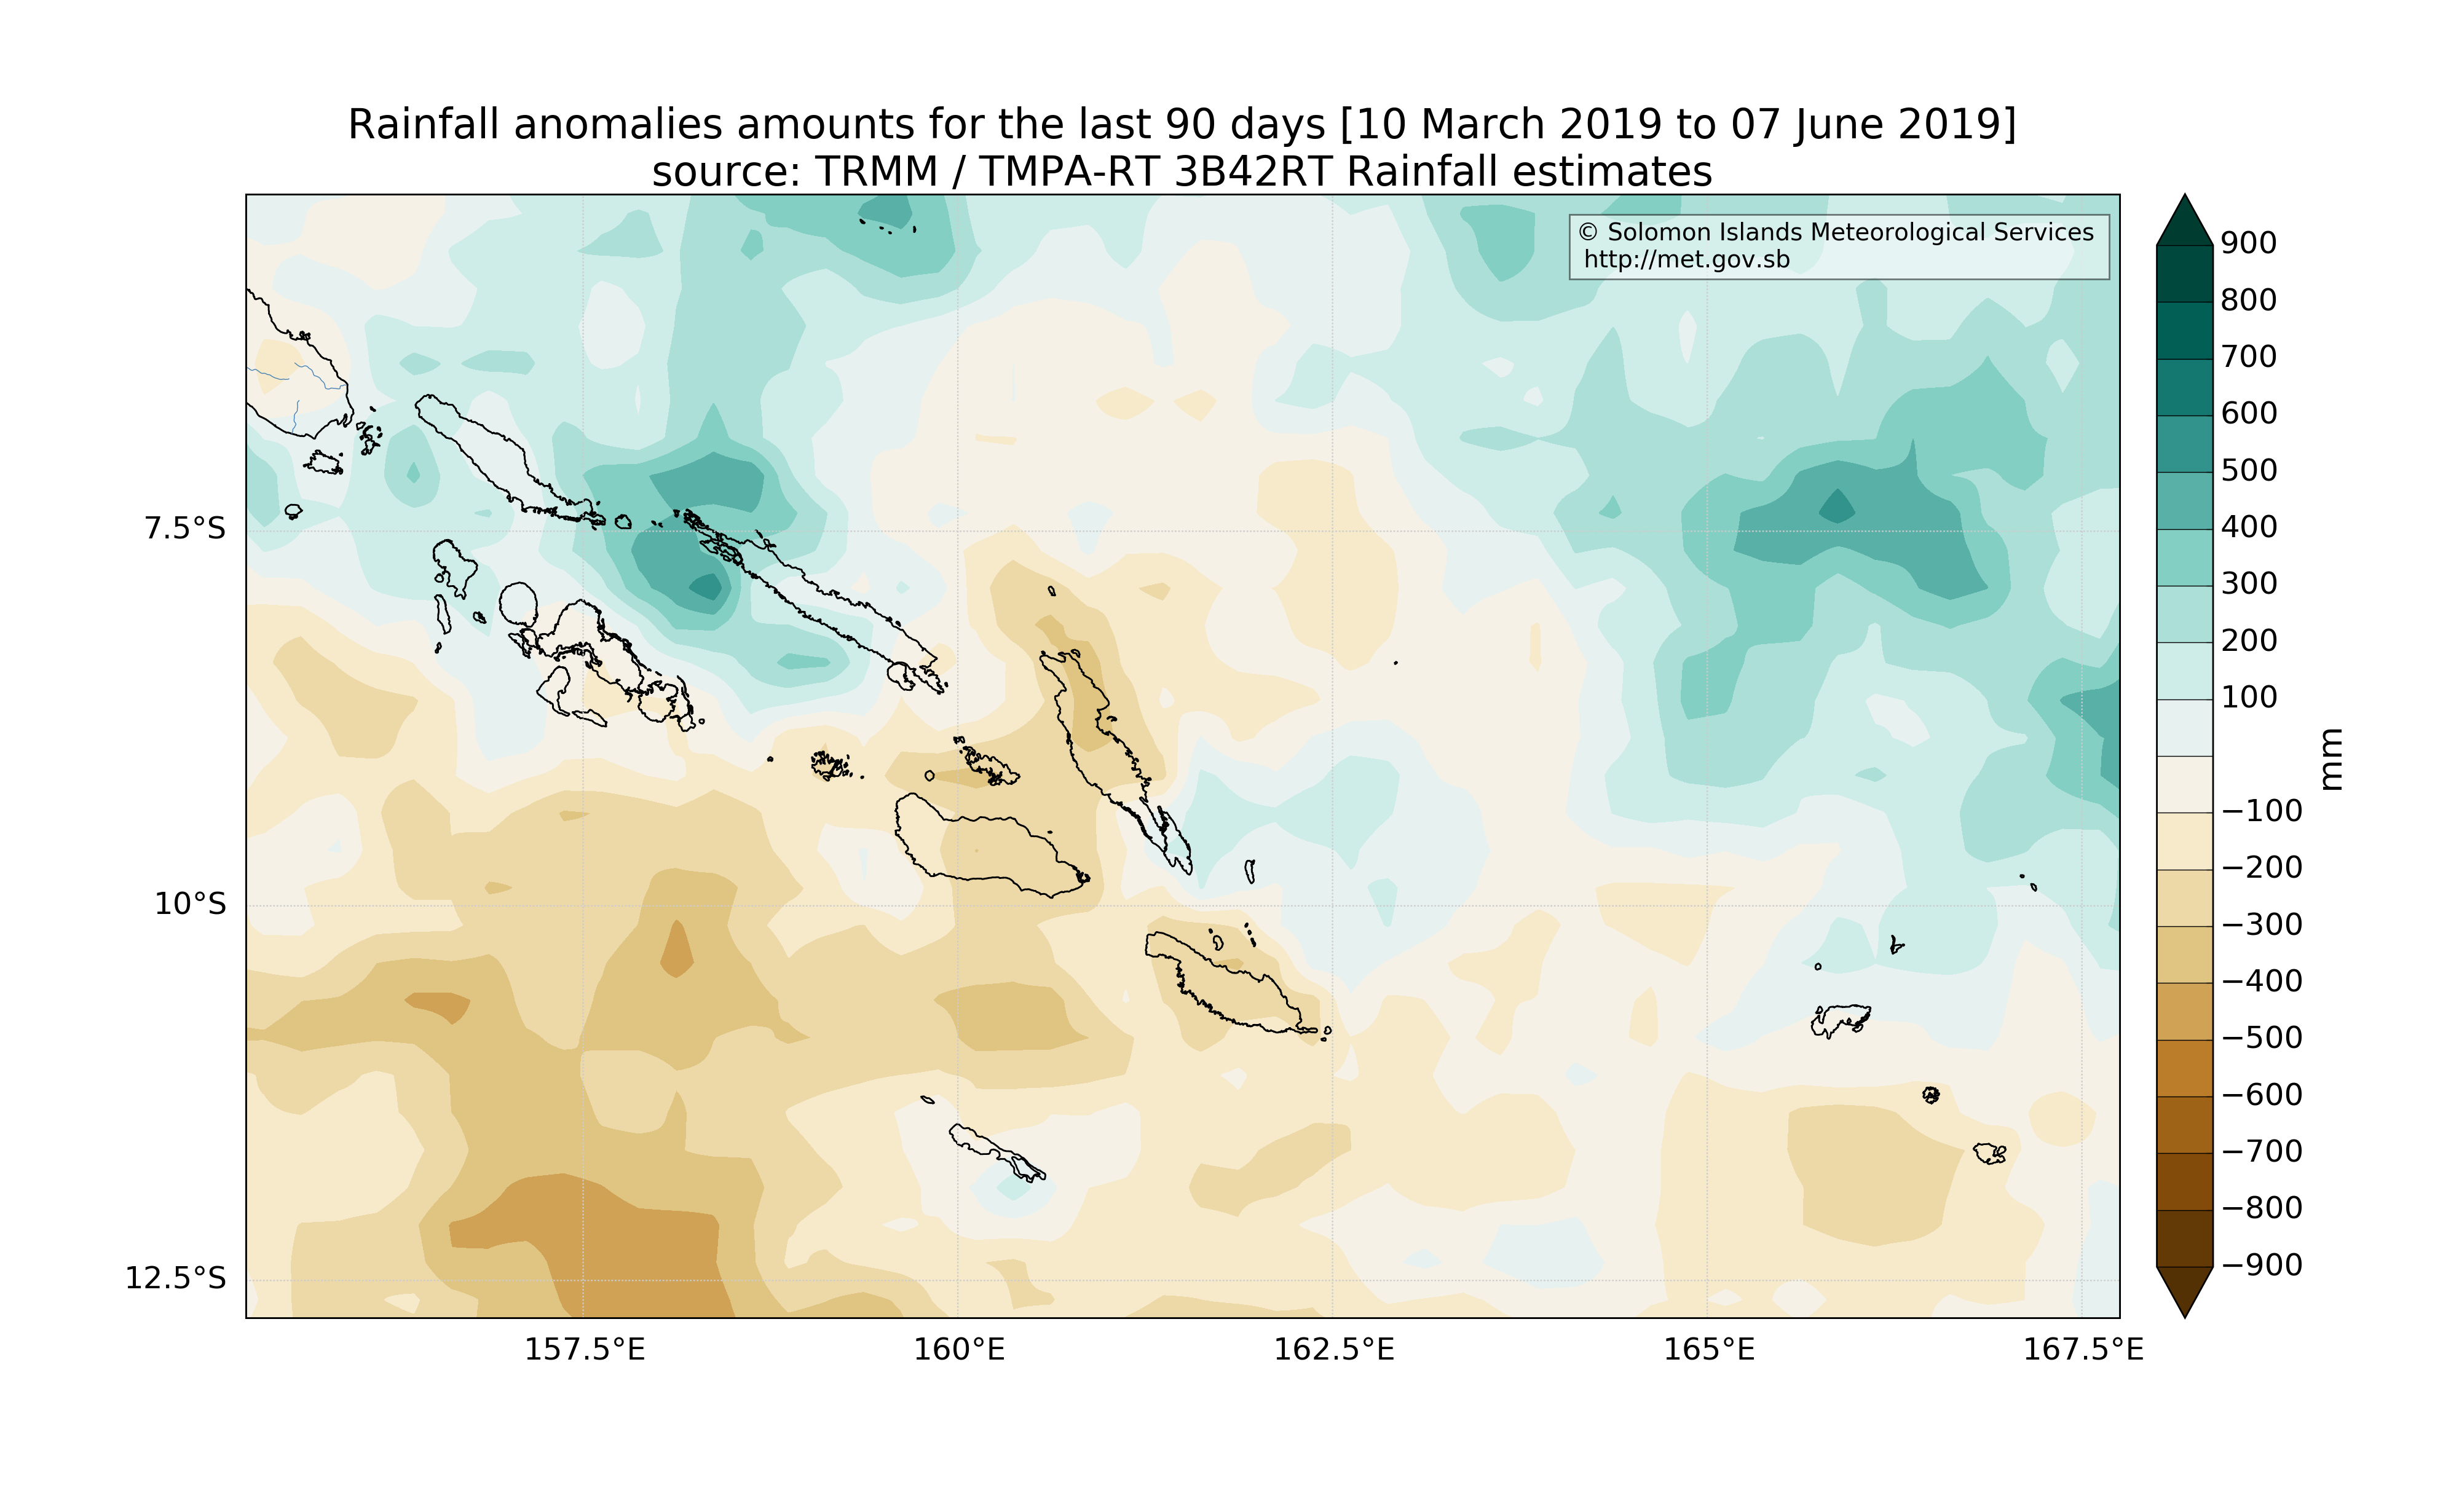 Rainfall anomalies amounts for the last 90 days [10 March 2019 to 07 June 2019]
source: TRMM / TMPA-RT 3B42RT Rainfall estimates
© Solomon Islands Meteorological Services
http://met.gov.sb
7.5°S
10°S
12.5°S
157.5°E
160°E
162.5°E
165°E
167.5°E
900
800
700
600
500
400
300
200
100
−100
−200
−300
−400
−500
−600
−700
−800
−900
mm